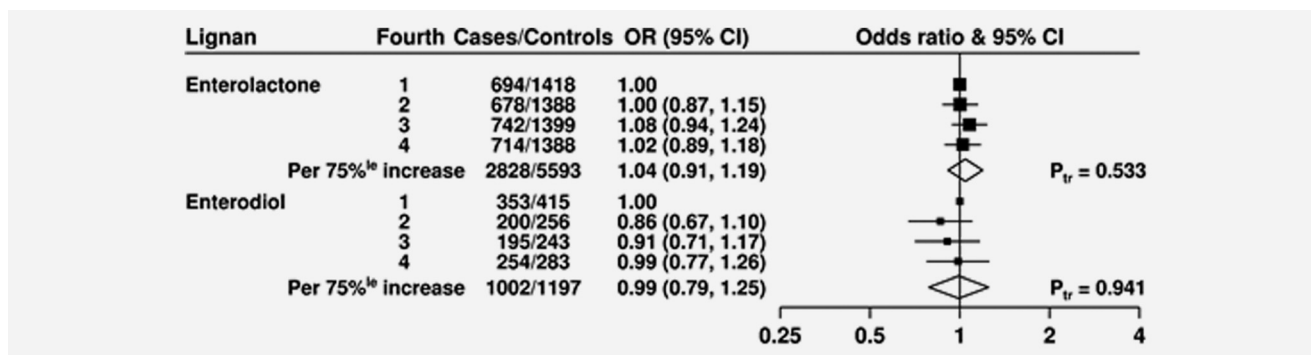 Lignan Fourth Cases/Controls OR (95% CI) Odds ratio & 95% CI
Enterolactone 1 694/1418 1.00
2 678/1388 1.00 (0.87, 1.15)
3 742/1399 1.08 (0.94, 1.24)
4 714/1388 1.02 (0.89, 1.18)
Per 75%le increase 2828/5593 1.04 (0.91, 1.19) Ptr = 0.533
Enterodiol 1 353/415 1.00
2 200/256 0.86 (0.67, 1.10)
3 195/243 0.91 (0.71, 1.17)
4 254/283 0.99 (0.77, 1.26)
Per 75%le increase 1002/1197 0.99 (0.79, 1.25) Ptr = 0.941
0.25 0.5 1 2 4